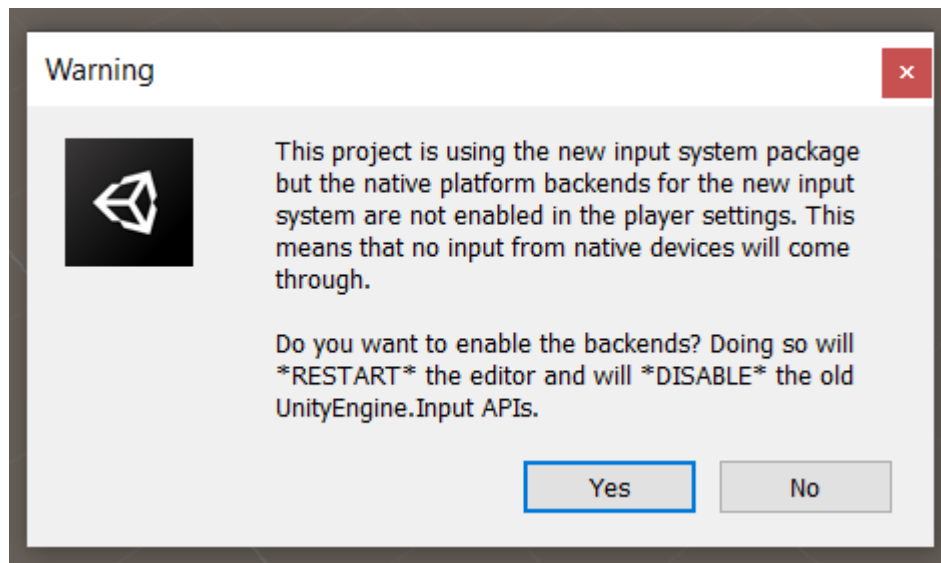 Warning
This project is using the new input system package
but the native platform backends for the new input
system are not enabled in the player settings. This
means that no input from native devices will come
through.
Do you want to enable the backends? Doing so will
*RESTART* the editor and will *DISABLE* the old
UnityEngine.Input APIs.
Yes No